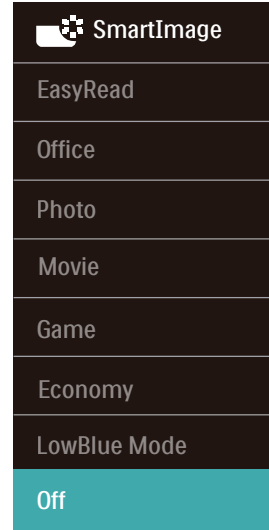 SmartImage
EasyRead
Office
Photo
Movie
Game
Economy
LowBlue Mode
Off